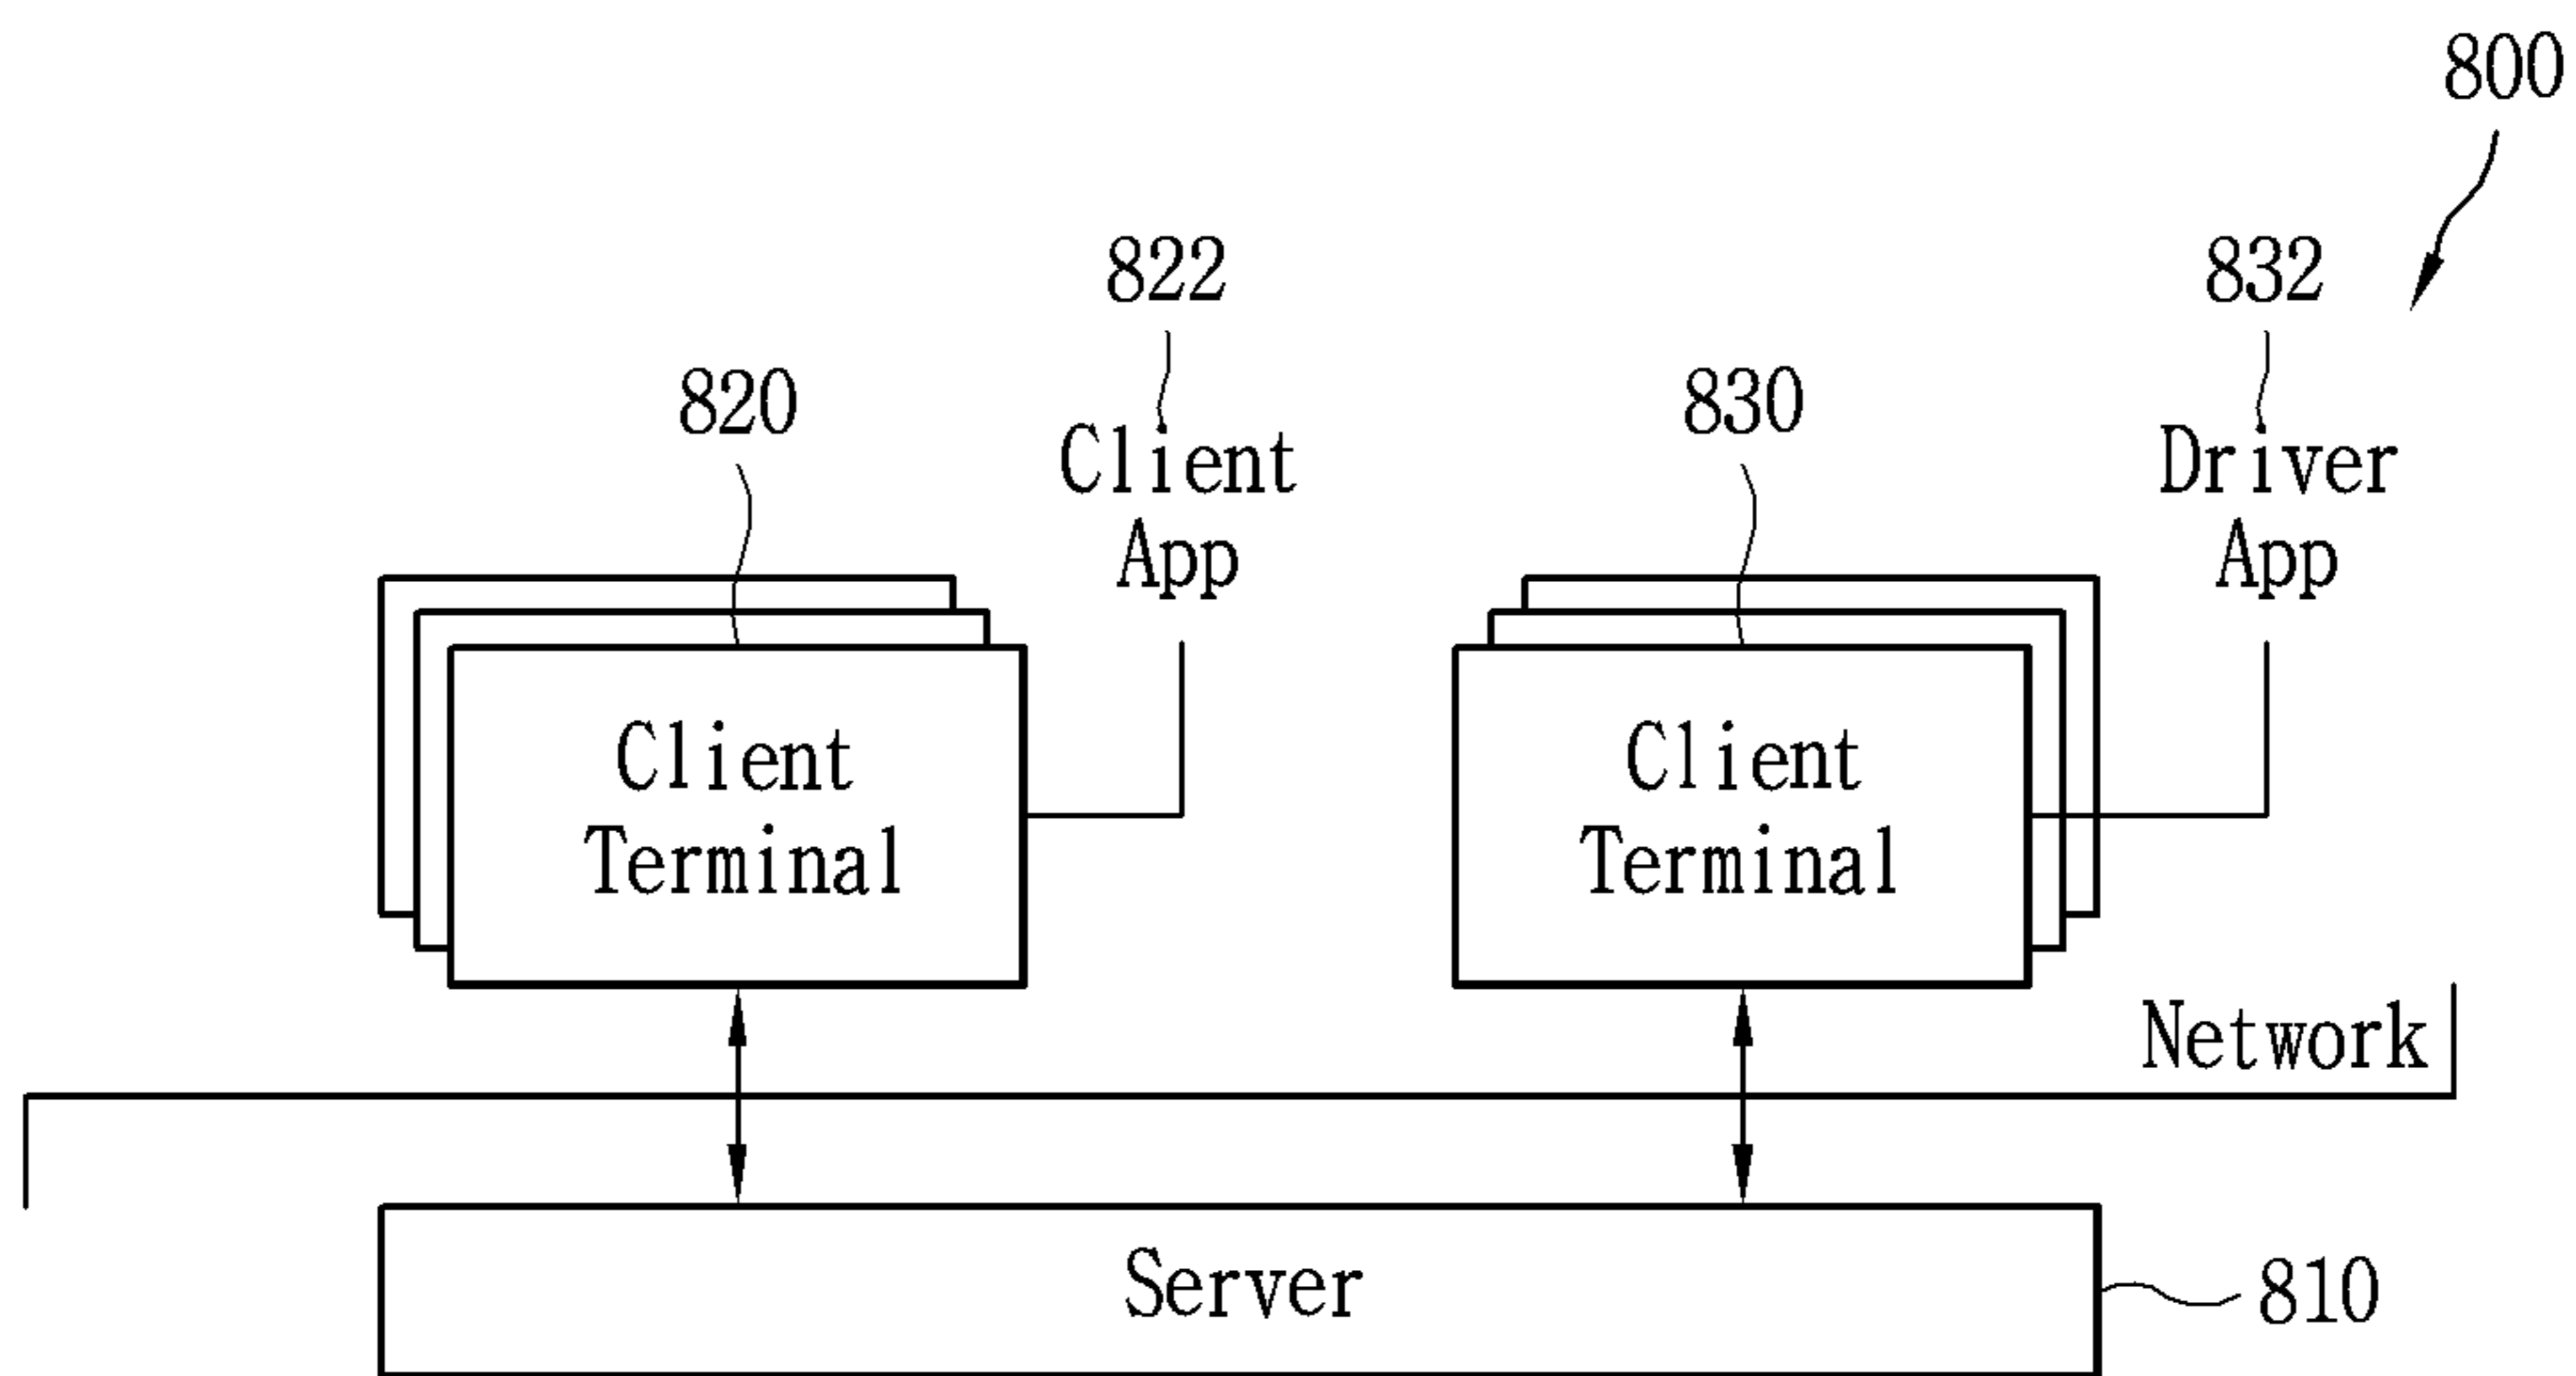 800
822
832
820
Client
App
830
Driver
App
Client
Terminal
Client
Terminal
Network
Server
810